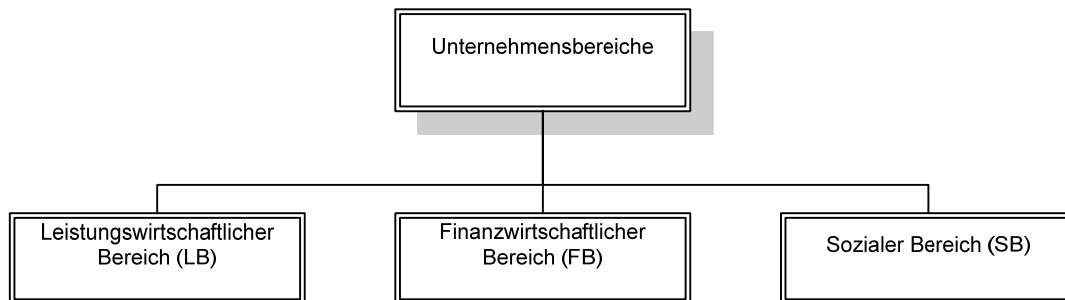 Unternehmensbereiche
Leistungswirtschaftlicher
Bereich (LB)
Finanzwirtschaftlicher
Bereich (FB)
Sozialer Bereich (SB)